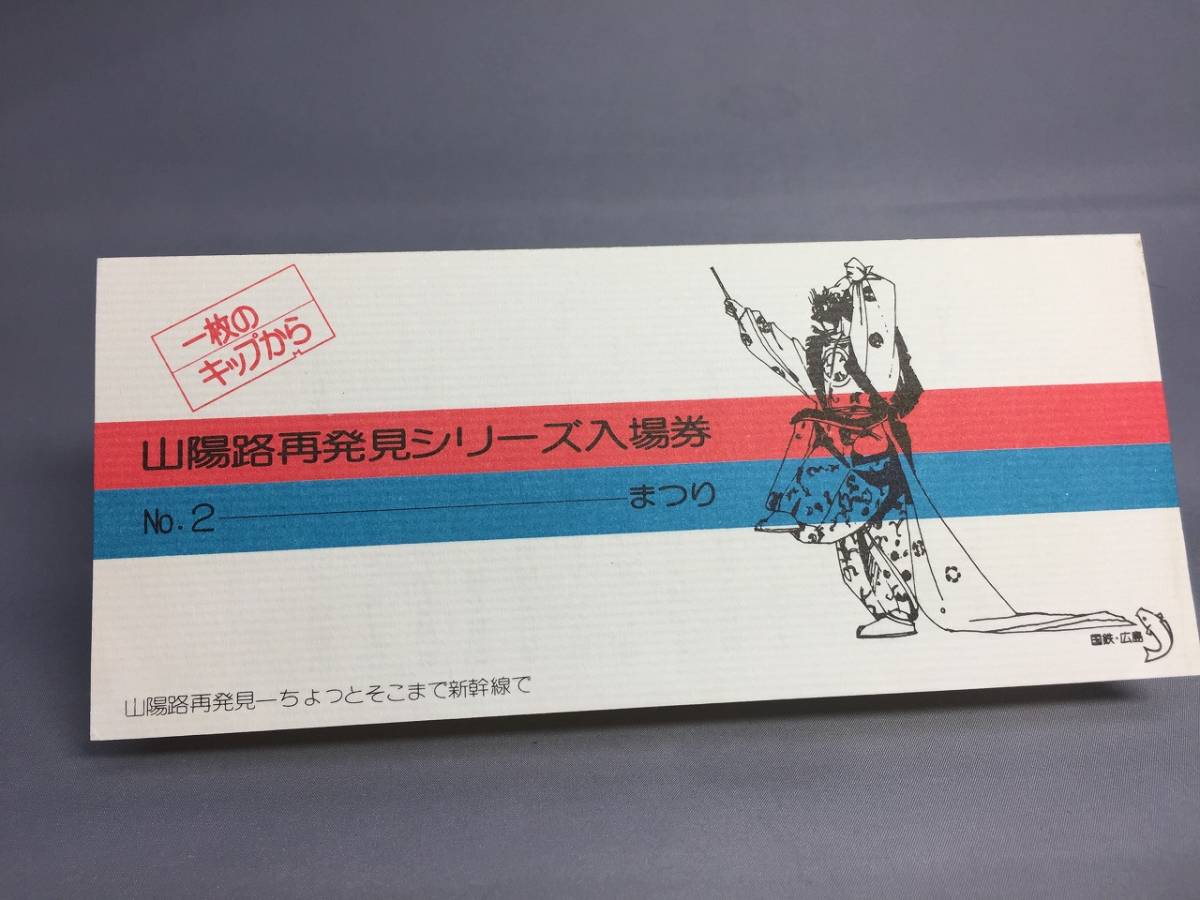 一枚の
キップから
山陽路再発見シリーズ入場券
No.2 ― まつり
国鉄・広島
山陽路再発見―ちょっとそこまで新幹線で